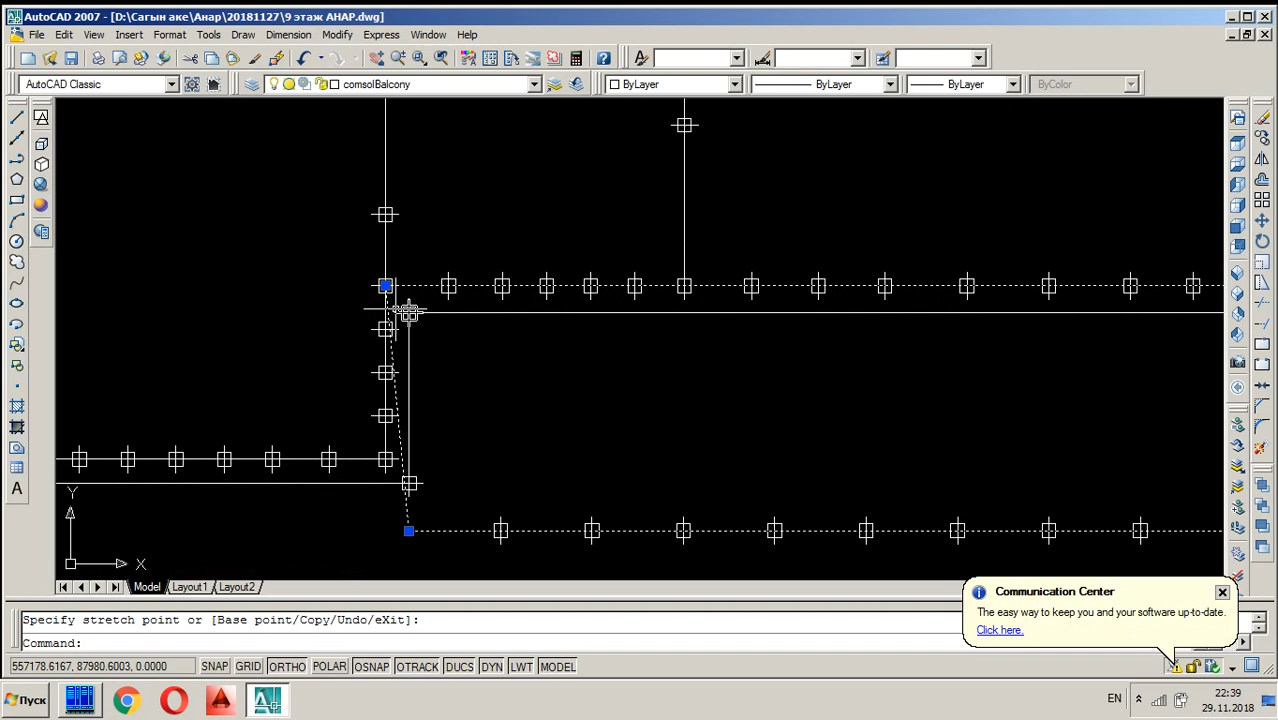 AutoCAD 2007 - [D:\Сагын аке\Анар\20181127\9 этаж АНАР.dwg]
File Edit View Insert Format Tools Draw Dimension Modify Express Window Help
AutoCAD Classic
comsolBalcony
ByLayer
ByLayer
ByLayer
ByColor
A
Y
X
Model
Layout1
Layout2
Communication Center
The easy way to keep you and your software up-to-date.
Click here.
Specify stretch point or [Base point/Copy/Undo/eXit]:
Command:
557178.6167, 87980.6003, 0.0000
SNAP GRID ORTHO POLAR OSNAP OTRACK DUCS DYN LWT MODEL
Пуск
EN
22:39
29.11.2018